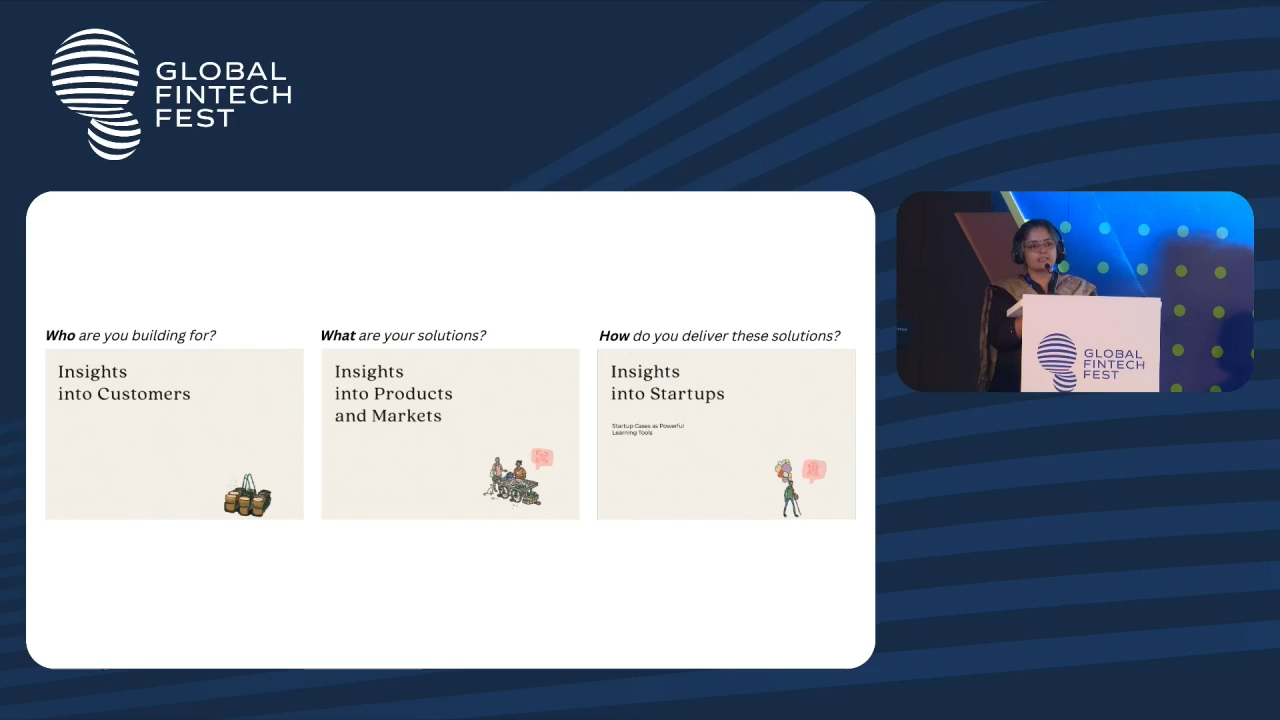 GLOBAL
FINTECH
FEST
Who are you building for?
Insights
into Customers
What are your solutions?
Insights
into Products
and Markets
How do you deliver these solutions?
Insights
into Startups
Startup Cases as Powerful
Learning Tools
GLOBAL
FINTECH
FEST